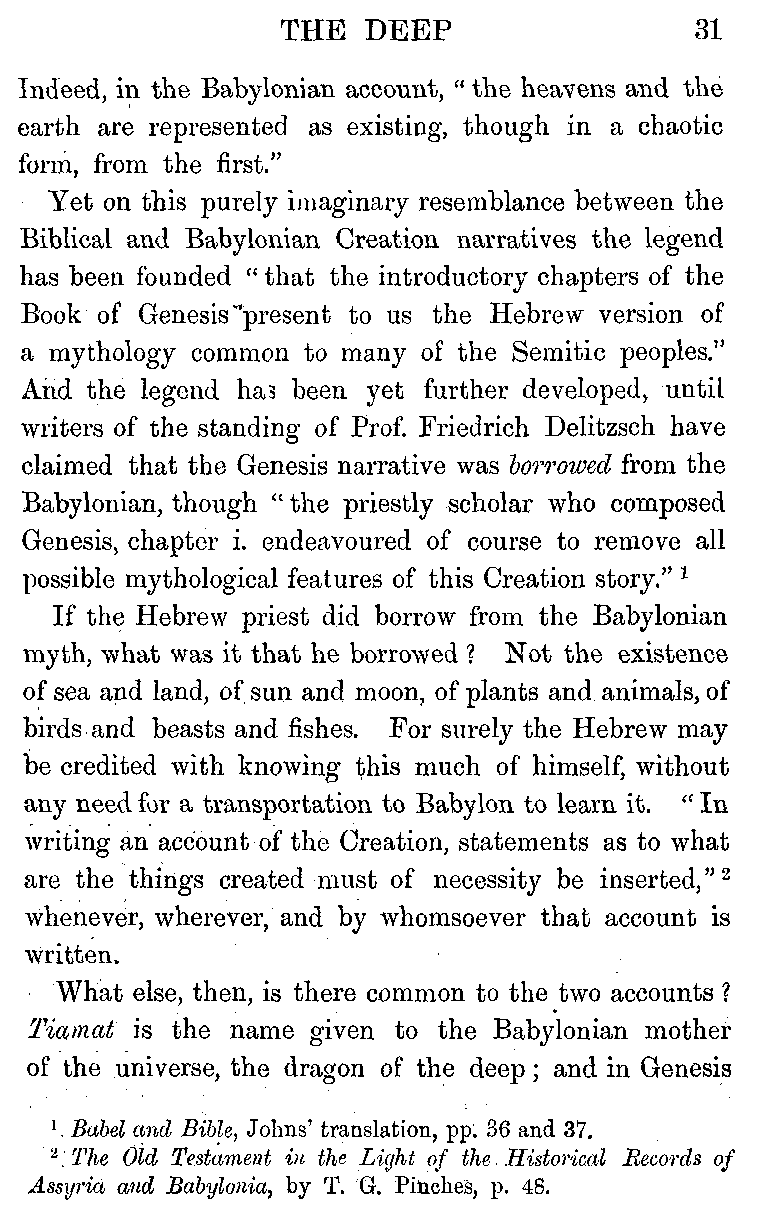 THE DEEP 31
Indeed, in the Babylonian account, “ the heavens and the
earth are represented as existing, though in a chaotic
form, from the first.”
Yet on this purely imaginary resemblance between the
Biblical and Babylonian Creation narratives the legend
has been founded “ that the introductory chapters of the
Book of Genesis present to us the Hebrew version of
a mythology common to many of the Semitic peoples.”
And the legend has been yet further developed, until
writers of the standing of Prof. Friedrich Delitzsch have
claimed that the Genesis narrative was borrowed from the
Babylonian, though “ the priestly scholar who composed
Genesis, chapter i. endeavoured of course to remove all
possible mythological features of this Creation story.” 1
If the Hebrew priest did borrow from the Babylonian
myth, what was it that he borrowed ? Not the existence
of sea and land, of sun and moon, of plants and animals, of
birds and beasts and fishes. For surely the Hebrew may
be credited with knowing this much of himself, without
any need for a transportation to Babylon to learn it. “ In
writing an account of the Creation, statements as to what
are the things created must of necessity be inserted,” 2
whenever, wherever, and by whomsoever that account is
written.
What else, then, is there common to the two accounts ?
Tiamat is the name given to the Babylonian mother
of the universe, the dragon of the deep ; and in Genesis
1 Babel and Bible, Johns’ translation, pp. 36 and 37.
2 The Old Testament in the Light of the Historical Records of
Assyria and Babylonia, by T. G. Pinches, p. 48.